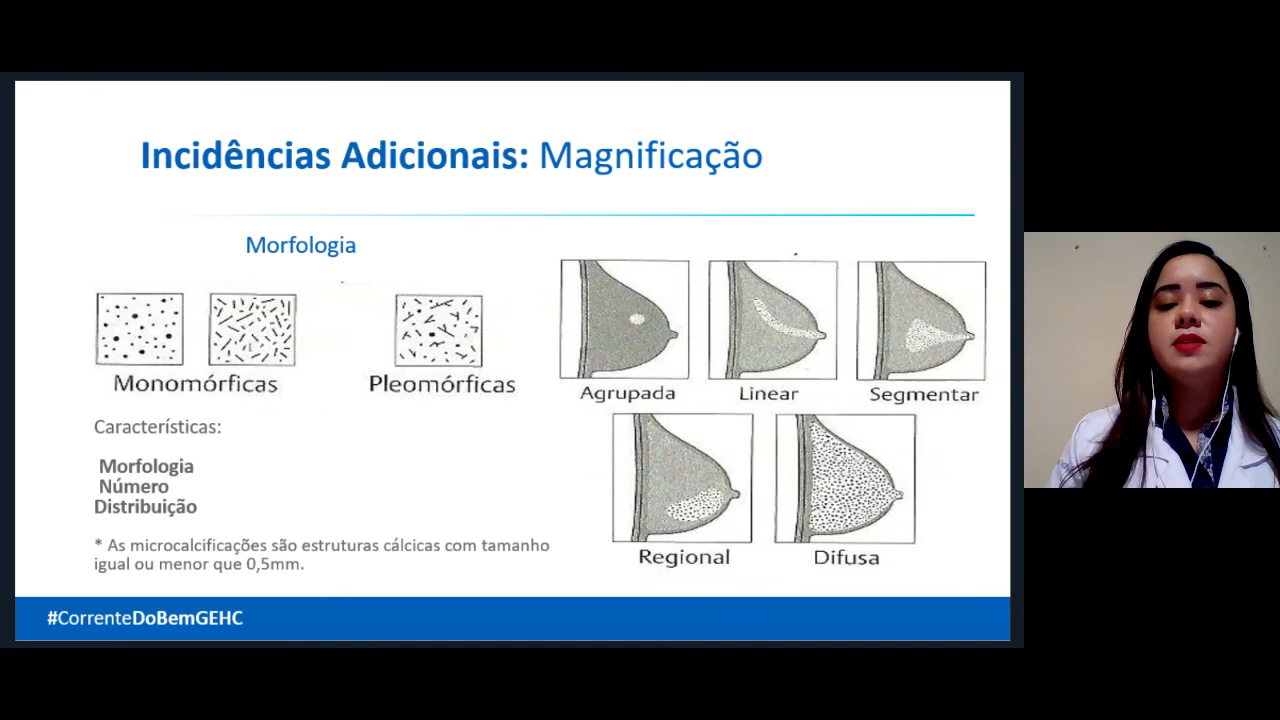 Incidências Adicionais: Magnificação
Morfologia
Monomórficas
Pleomórficas
Características:
Morfologia
Número
Distribuição
* As microcalcificações são estruturas cálcicas com tamanho
igual ou menor que 0,5mm.
Agrupada
Linear
Segmentar
Regional
Difusa
#CorrenteDoBemGEHC